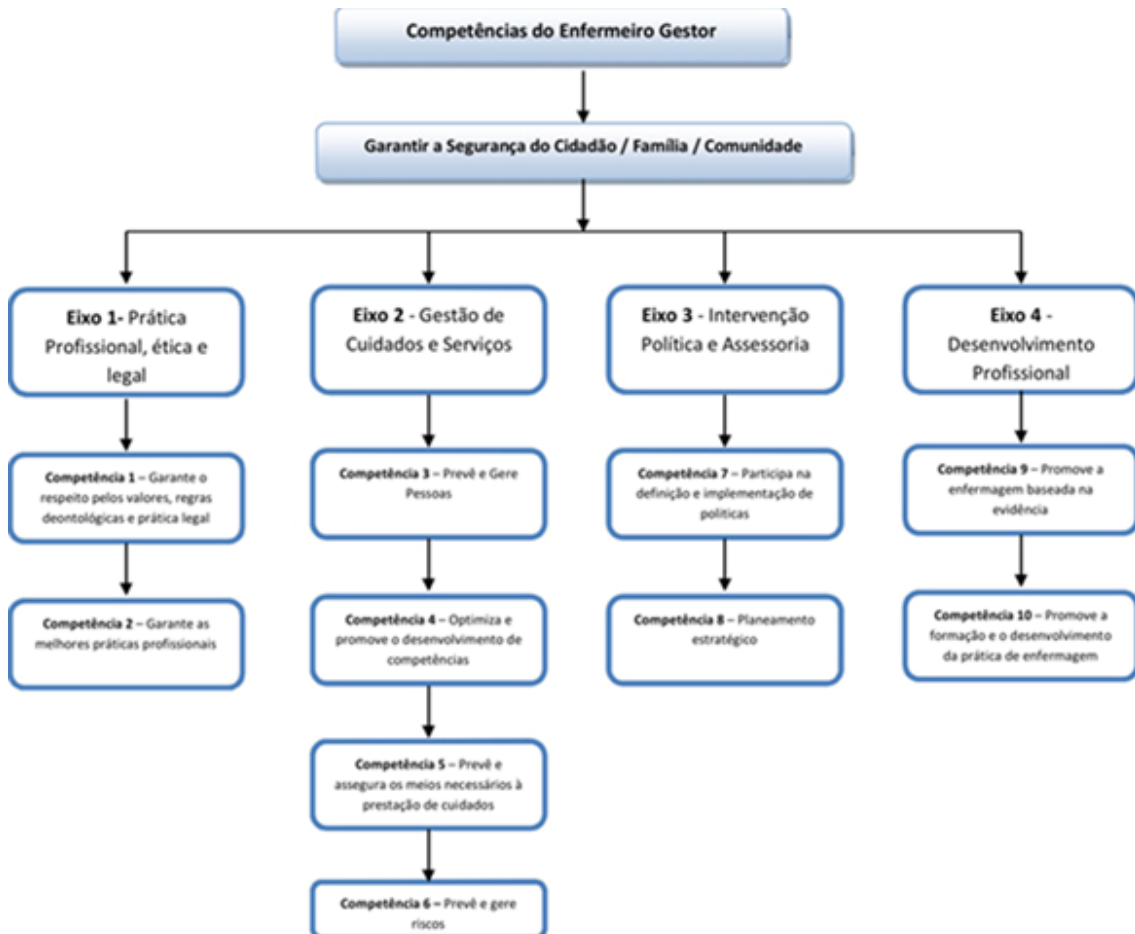 Competências do Enfermeiro Gestor
Garantir a Segurança do Cidadão / Família / Comunidade
Eixo 1- Prática
Profissional, ética e
legal
Competência 1 – Garante o
respeito pelos valores, regras
deontológicas e prática legal
Competência 2 – Garante as
melhores práticas profissionais
Eixo 2 - Gestão de
Cuidados e Serviços
Competência 3 – Prevê e Gere
Pessoas
Competência 4 – Optimiza e
promove o desenvolvimento de
competências
Competência 5 – Prevê e
assegura os meios necessários à
prestação de cuidados
Competência 6 – Prevê e gere
riscos
Eixo 3 - Intervenção
Política e Assessoria
Competência 7 – Participa na
definição e implementação de
politicas
Competência 8 – Planeamento
estratégico
Eixo 4 -
Desenvolvimento
Profissional
Competência 9 – Promove a
enfermagem baseada na
evidência
Competência 10 – Promove a
formação e o desenvolvimento
da prática de enfermagem